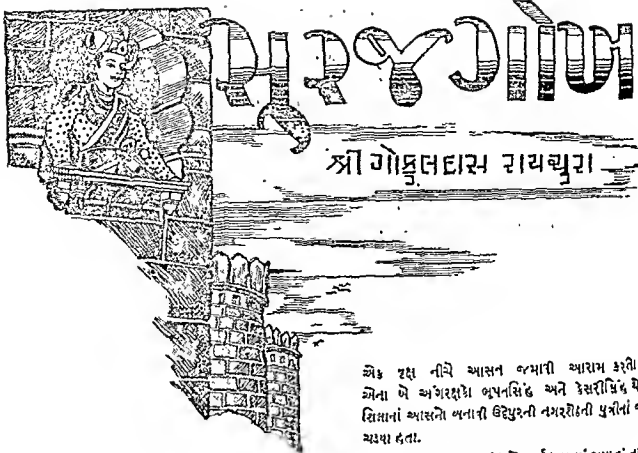 સૂરજગોખ
શ્રી ગોકુલદાસ રાયચુરા
એક વૃક્ષ નીચે આસન જમાવી આરામ કરતી
એના બે અંગરક્ષકો ભૂપતસિંહ અને કેસરીસિંહ
શિલાનાં આસનો બનાવી ઉદેપુરની નગરશેઠની પુત્રીનાં
ચડ્યા હતા.